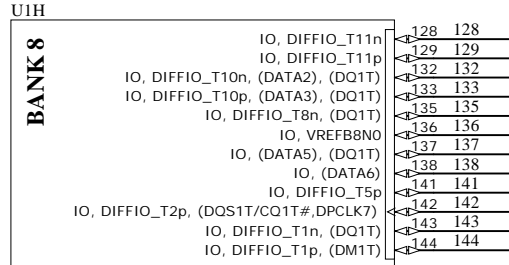 U1H
BANK 8
IO, DIFFIO_T11n 128 128
IO, DIFFIO_T11p 129 129
IO, DIFFIO_T10n, (DATA2), (DQ1T) 132 132
IO, DIFFIO_T10p, (DATA3), (DQ1T) 133 133
IO, DIFFIO_T8n, (DQ1T) 135 135
IO, VREFB8N0 136 136
IO, (DATA5), (DQ1T) 137 137
IO, (DATA6) 138 138
IO, DIFFIO_T5p 141 141
IO, DIFFIO_T2p, (DQS1T/CQ1T#,DPCLK7) 142 142
IO, DIFFIO_T1n, (DQ1T) 143 143
IO, DIFFIO_T1p, (DM1T) 144 144